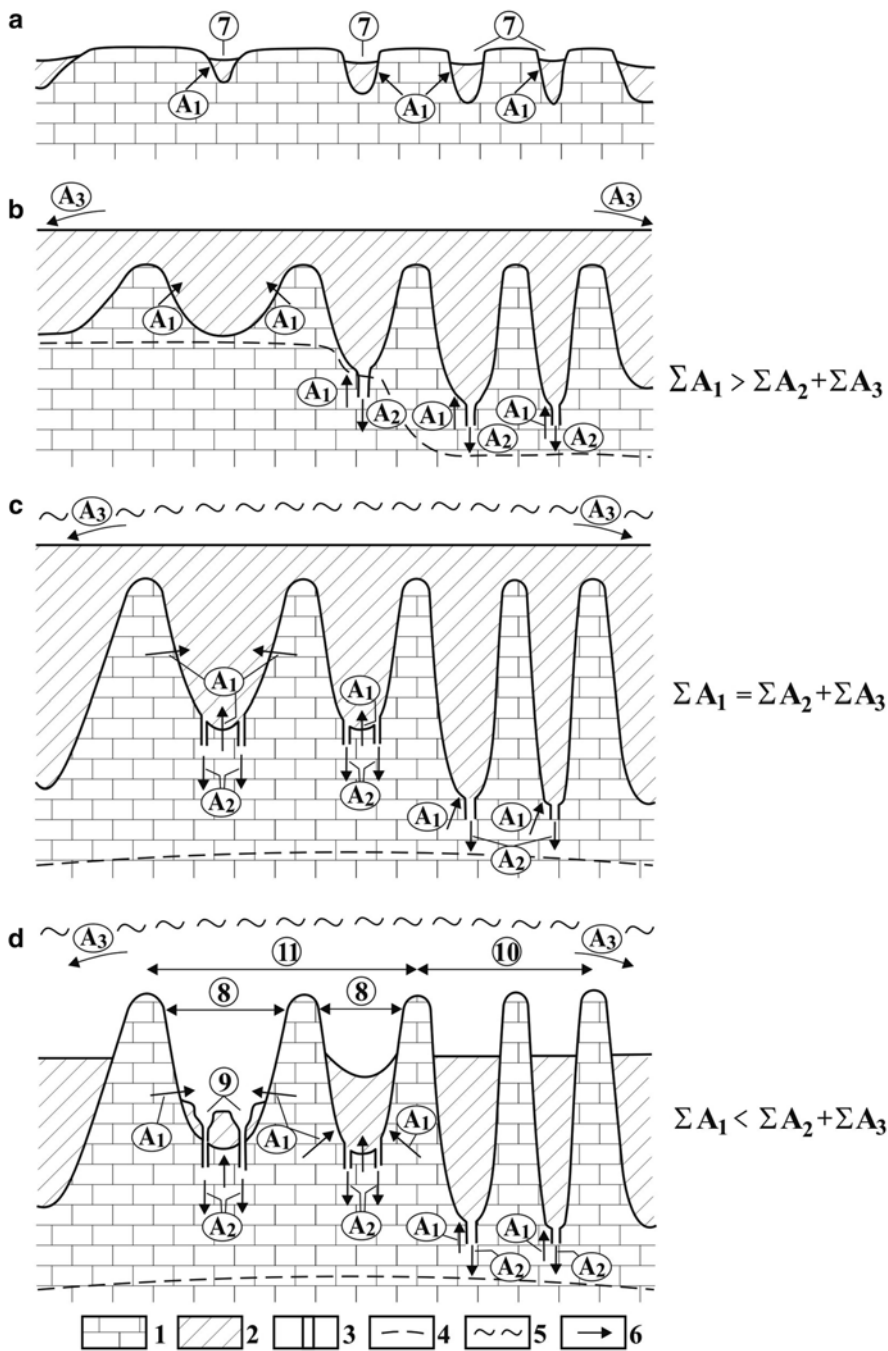 a
7 7 7
A1 A1 A1
b
A3 A3
A1 A1
A1 A2 A1 A1
A2 A2
ΣA1 > ΣA2 + ΣA3
c
A3 A3
A1 A1
A2 A2
A1 A1
A2
ΣA1 = ΣA2 + ΣA3
d
A3 A3
11 10
8 8
9
A1 A1 A1
A2 A2
A1 A1
A2 A2
ΣA1 < ΣA2 + ΣA3
1 2 3 4 5 6